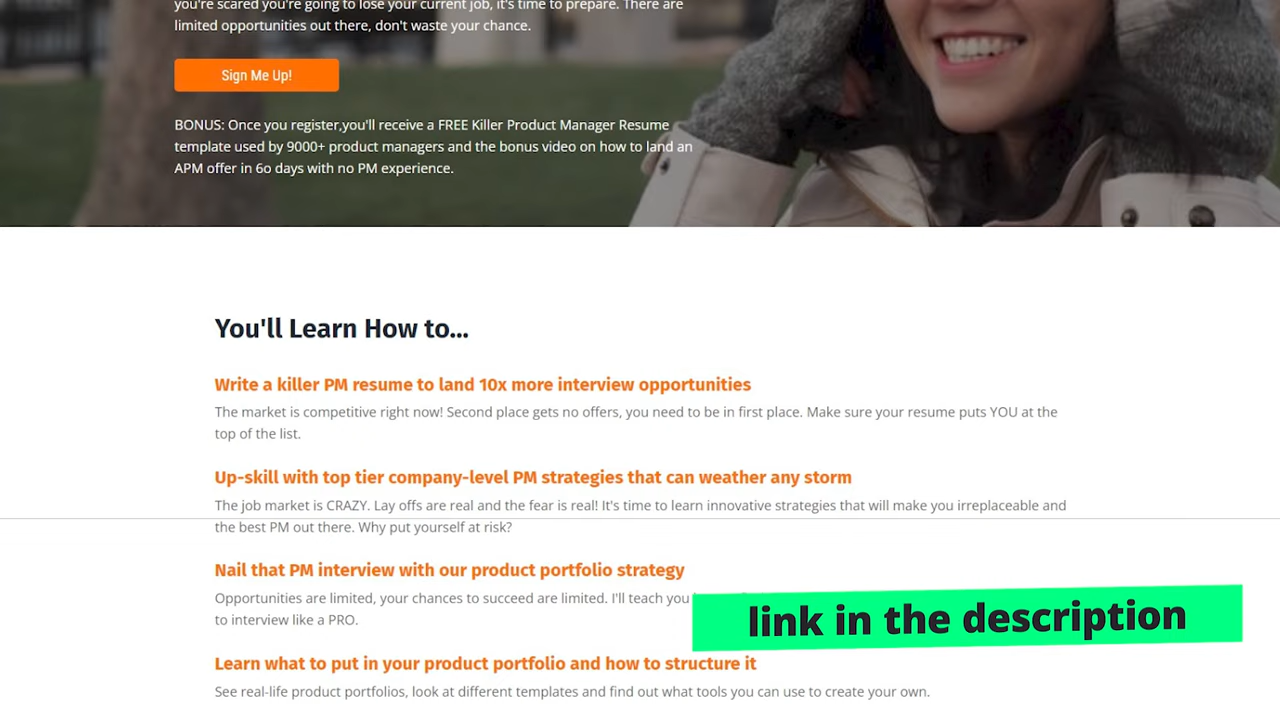 you're scared you're going to lose your current job, it's time to prepare. There are
limited opportunities out there, don't waste your chance.
Sign Me Up!
BONUS: Once you register,you'll receive a FREE Killer Product Manager Resume
template used by 9000+ product managers and the bonus video on how to land an
APM offer in 6o days with no PM experience.
You'll Learn How to...
Write a killer PM resume to land 10x more interview opportunities
The market is competitive right now! Second place gets no offers, you need to be in first place. Make sure your resume puts YOU at the
top of the list.
Up-skill with top tier company-level PM strategies that can weather any storm
The job market is CRAZY. Lay offs are real and the fear is real! It's time to learn innovative strategies that will make you irreplaceable and
the best PM out there. Why put yourself at risk?
Nail that PM interview with our product portfolio strategy
Opportunities are limited, your chances to succeed are limited. I'll teach you
to interview like a PRO.
link in the description
Learn what to put in your product portfolio and how to structure it
See real-life product portfolios, look at different templates and find out what tools you can use to create your own.